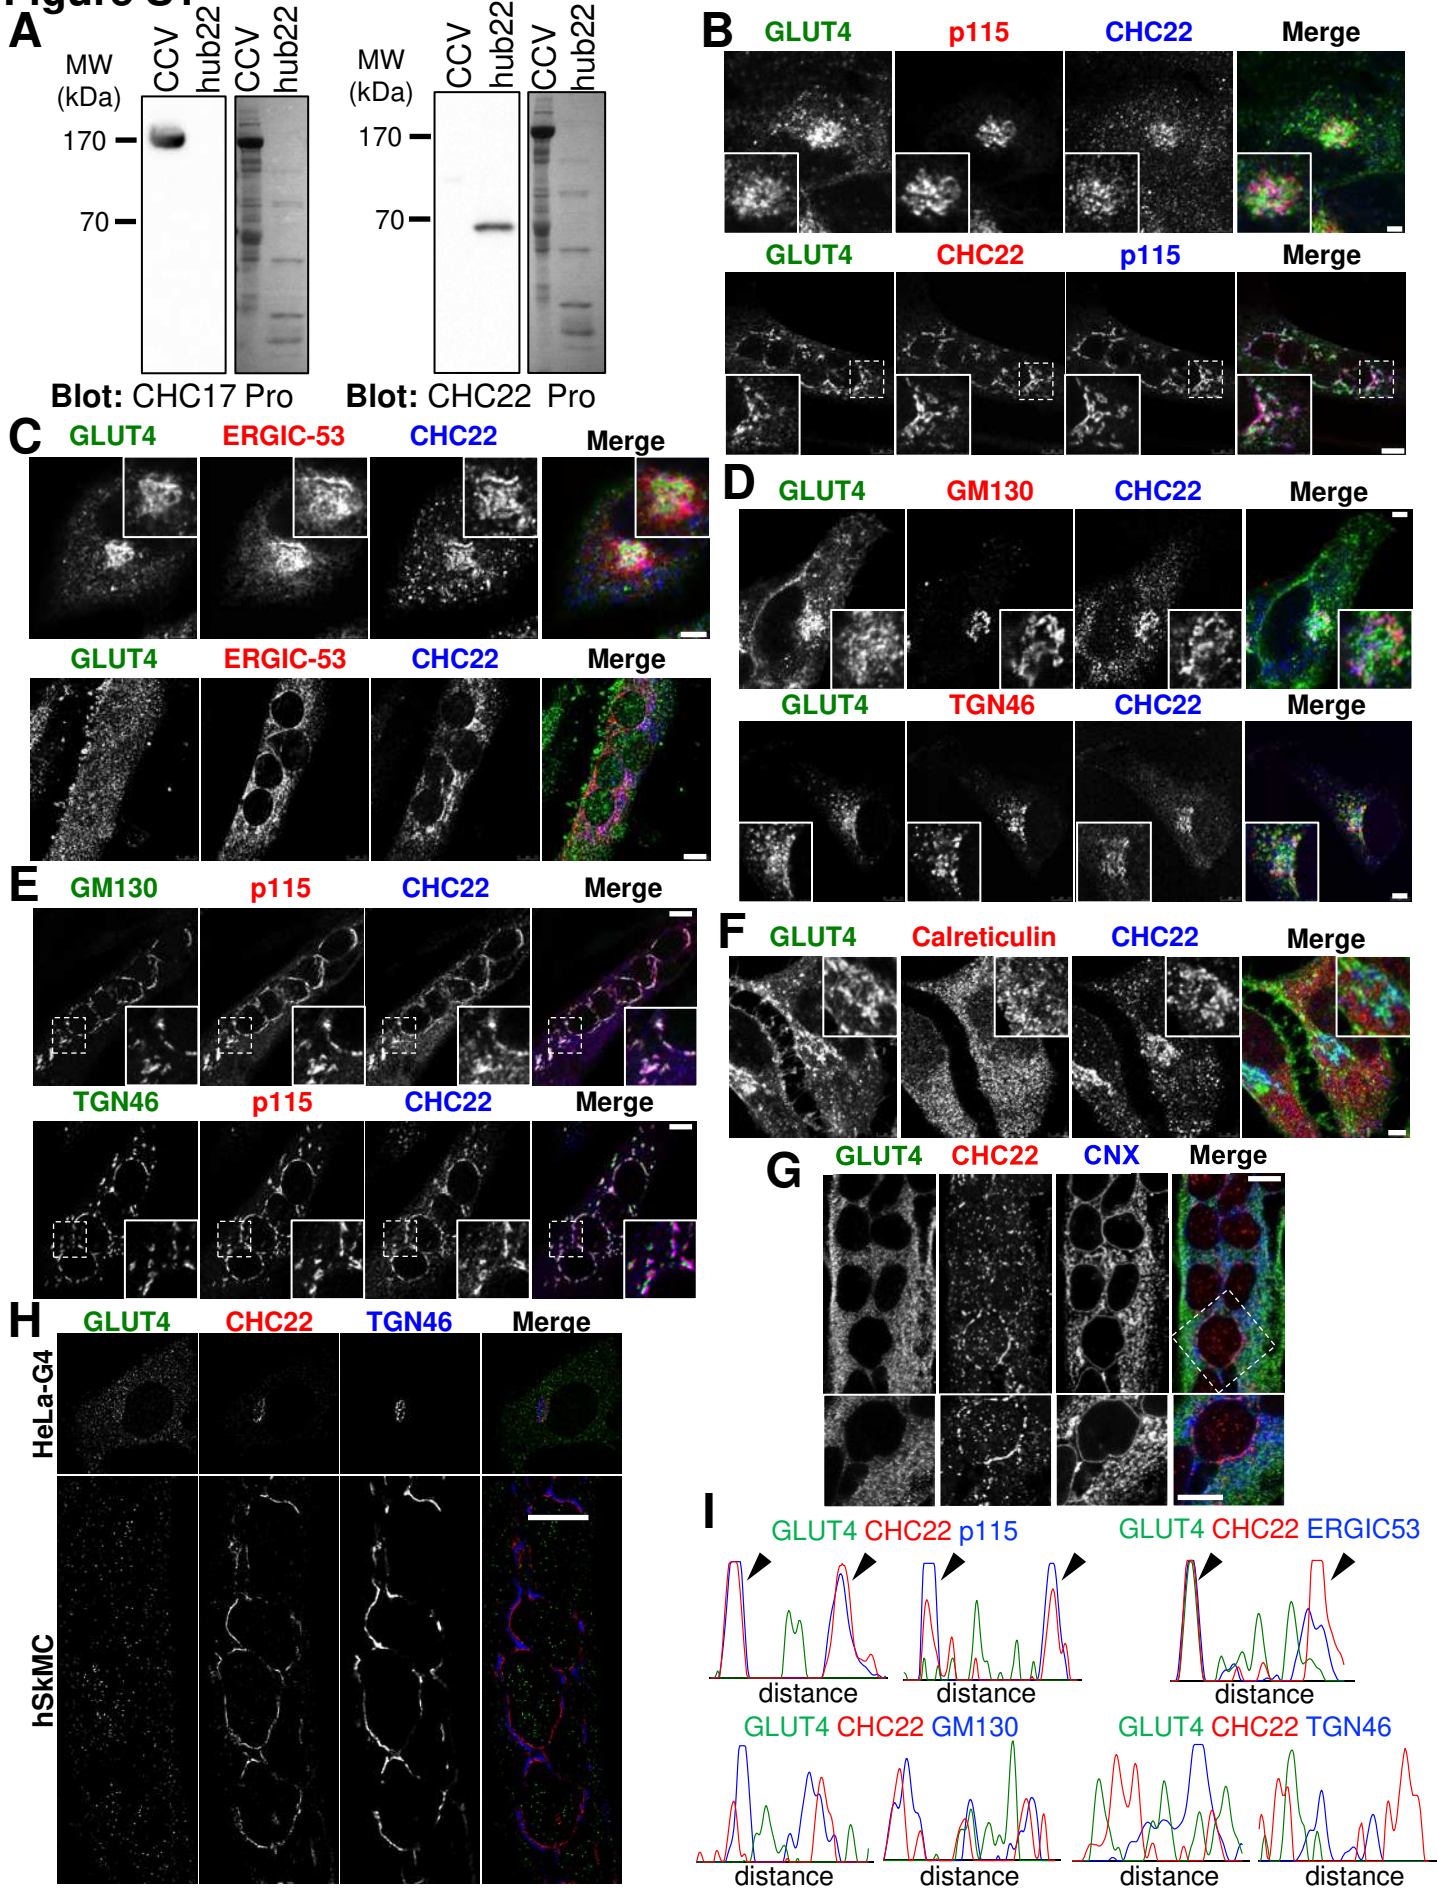 Figure S1
A
MW
(kDa)
CCV
hub22
CCV
hub22
170
70
Blot: CHC17 Pro
MW
(kDa)
CCV
hub22
CCV
hub22
170
70
Blot: CHC22 Pro
B
GLUT4 p115 CHC22 Merge
GLUT4 CHC22 p115 Merge
C
GLUT4 ERGIC-53 CHC22 Merge
GLUT4 ERGIC-53 CHC22 Merge
D
GLUT4 GM130 CHC22 Merge
GLUT4 TGN46 CHC22 Merge
E
GM130 p115 CHC22 Merge
TGN46 p115 CHC22 Merge
F
GLUT4 Calreticulin CHC22 Merge
G
GLUT4 CHC22 CNX Merge
H
GLUT4 CHC22 TGN46 Merge
HeLa-G4
hSkMC
I
GLUT4 CHC22 p115
distance
distance
GLUT4 CHC22 ERGIC53
distance
GLUT4 CHC22 GM130
distance
distance
GLUT4 CHC22 TGN46
distance
distance